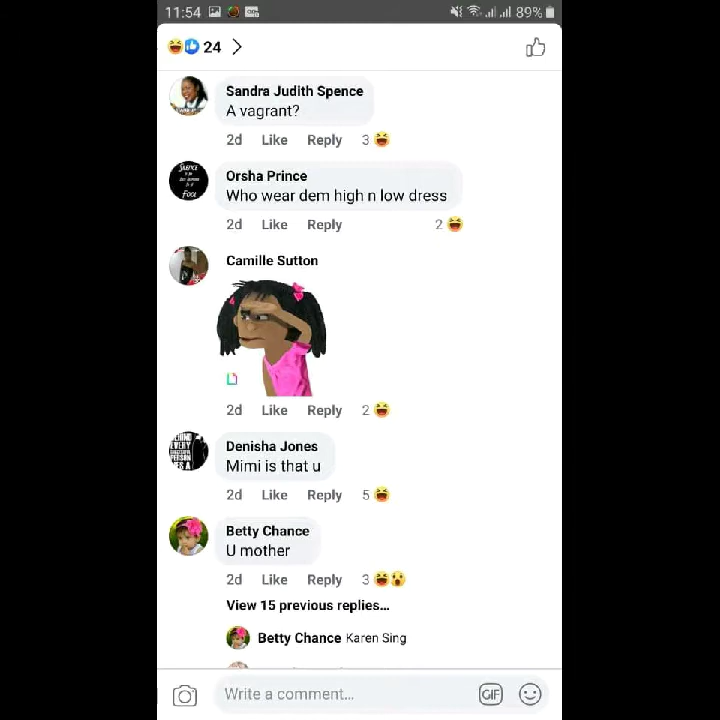 11:54
89%
24
Sandra Judith Spence
A vagrant?
2d Like Reply 3
Orsha Prince
Who wear dem high n low dress
2d Like Reply 2
Camille Sutton
2d Like Reply 2
Denisha Jones
Mimi is that u
2d Like Reply 5
Betty Chance
U mother
2d Like Reply 3
View 15 previous replies...
Betty Chance Karen Sing
Write a comment...
GIF